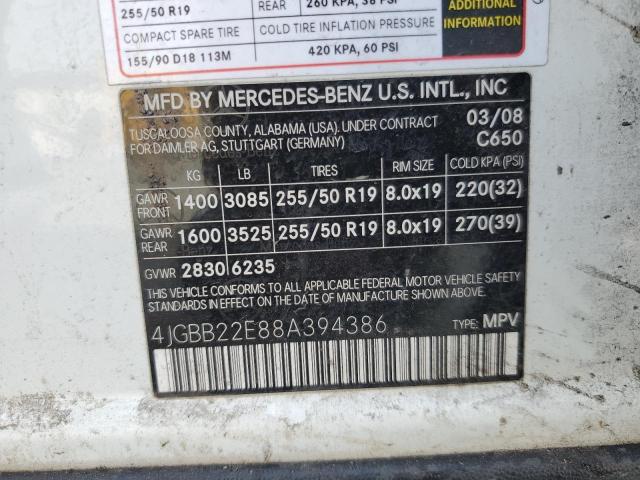 255/50 R19 REAR 260 KPA, 38 PSI ADDITIONAL
COMPACT SPARE TIRE COLD TIRE INFLATION PRESSURE INFORMATION
155/90 D18 113M 420 KPA, 60 PSI
MFD BY MERCEDES-BENZ U.S. INTL., INC
TUSCALOOSA COUNTY, ALABAMA (USA). UNDER CONTRACT 03/08
FOR DAIMLER AG, STUTTGART (GERMANY) C650
KG LB TIRES RIM SIZE COLD KPA (PSI)
GAWR FRONT 1400 3085 255/50 R19 8.0x19 220(32)
GAWR REAR 1600 3525 255/50 R19 8.0x19 270(39)
GVWR 2830 6235
THIS VEHICLE CONFORMS TO ALL APPLICABLE FEDERAL MOTOR VEHICLE SAFETY
STANDARDS IN EFFECT ON THE DATE OF MANUFACTURE SHOWN ABOVE.
4JGBB22E88A394386 TYPE: MPV